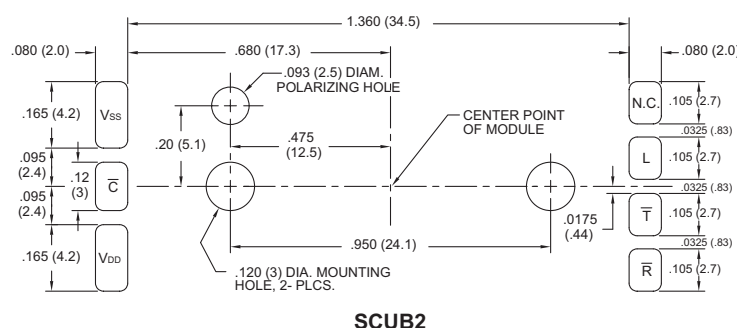 1.360 (34.5)
.080 (2.0)
.680 (17.3)
.080 (2.0)
.093 (2.5) DIAM.
POLARIZING HOLE
VSS
N.C.
.165 (4.2)
.105 (2.7)
CENTER POINT
OF MODULE
.0325 (.83)
.20 (5.1)
.475
(12.5)
L
.105 (2.7)
.095
(2.4)
.12
(3)
C̅
.0325 (.83)
.095
(2.4)
.0175
(.44)
T̅
.105 (2.7)
.0325 (.83)
.165 (4.2)
VDD
.950 (24.1)
R̅
.105 (2.7)
.120 (3) DIA. MOUNTING
HOLE, 2- PLCS.
SCUB2